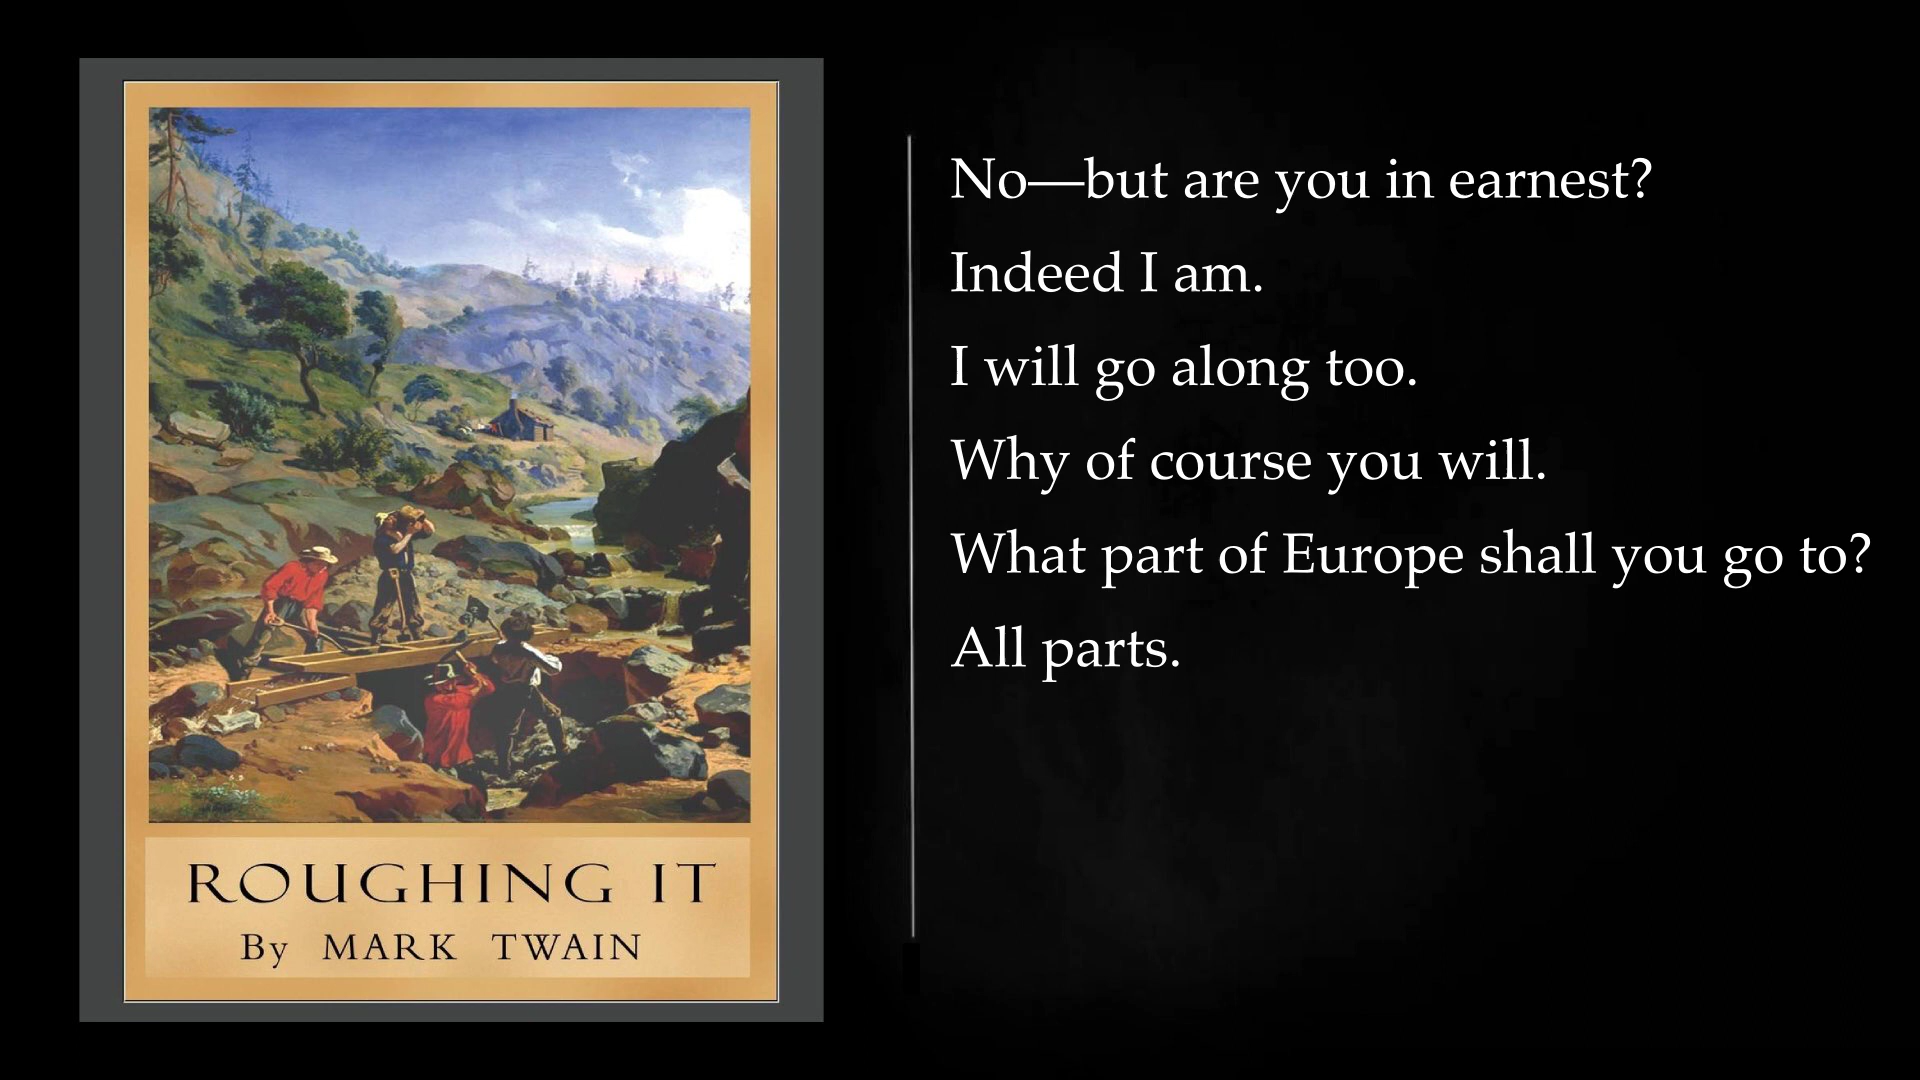 ROUGHING IT
By MARK TWAIN
No—but are you in earnest?
Indeed I am.
I will go along too.
Why of course you will.
What part of Europe shall you go to?
All parts.